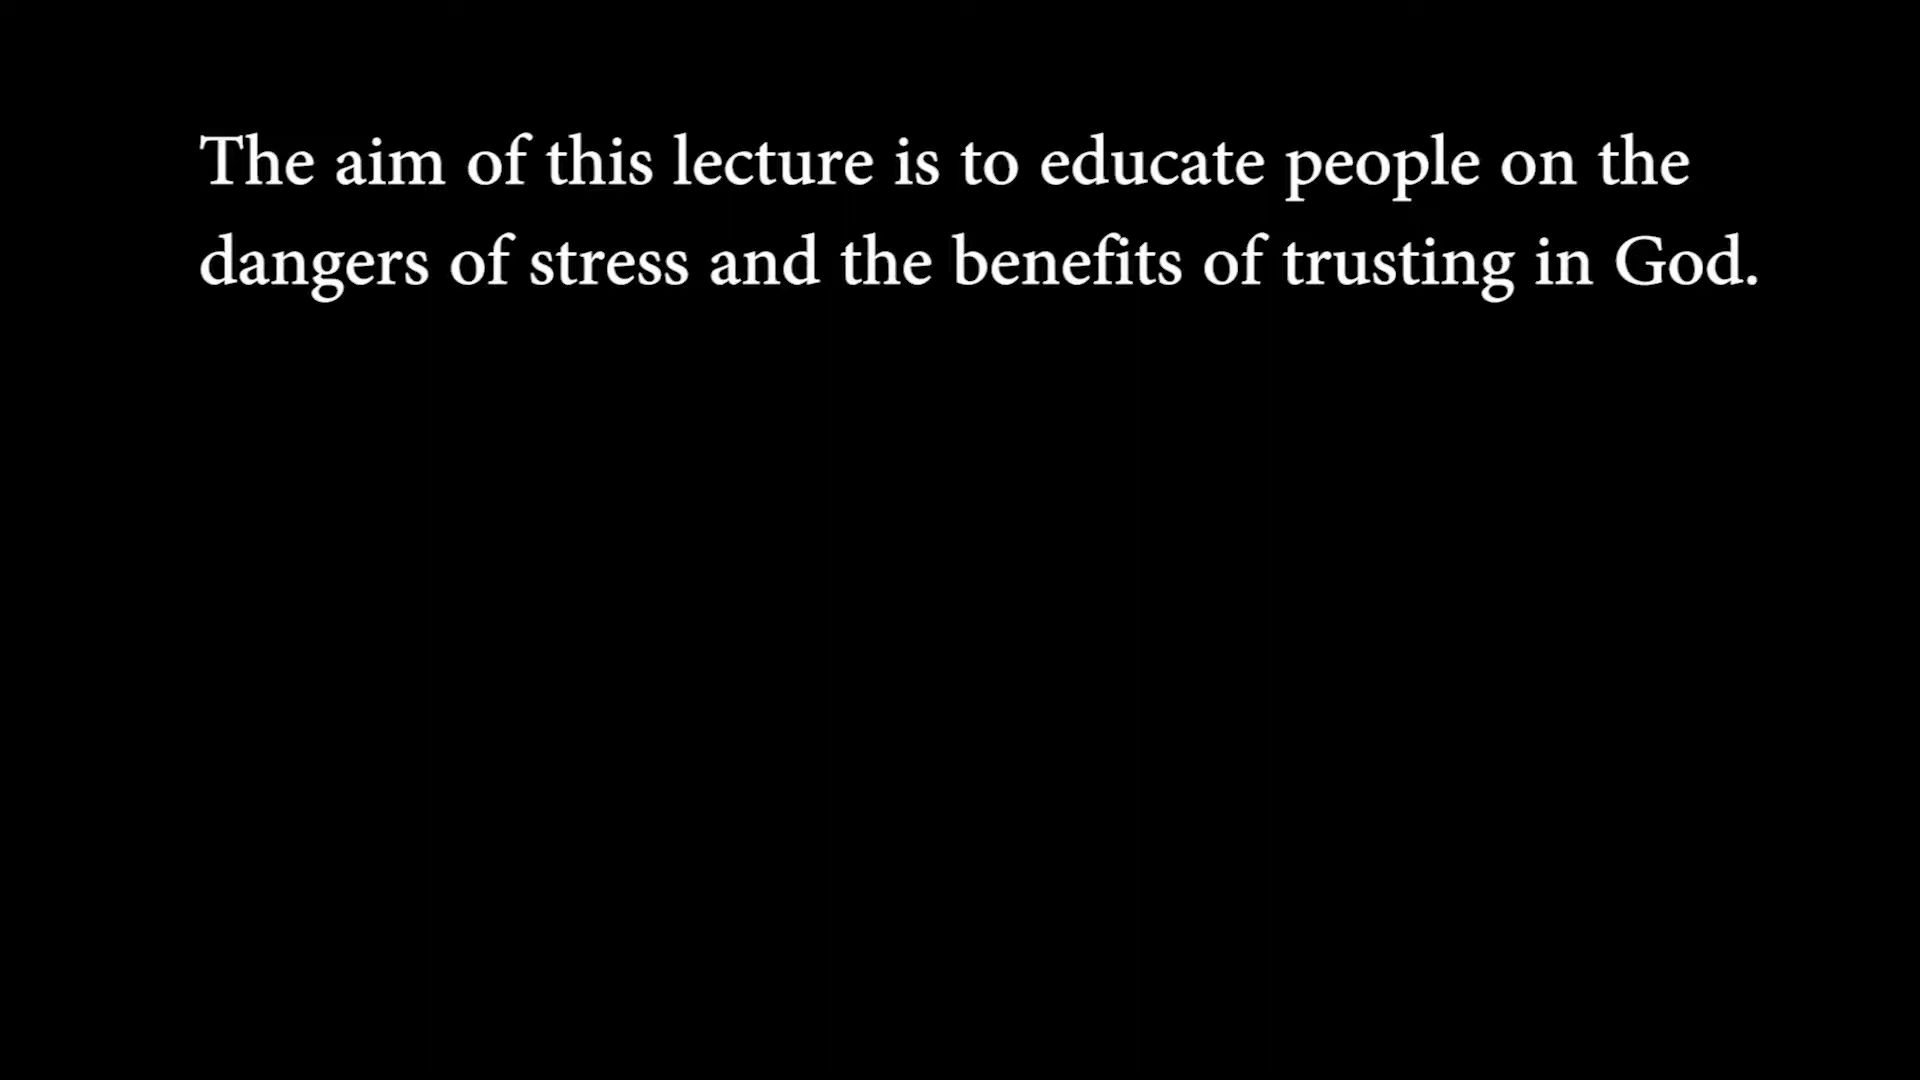 The aim of this lecture is to educate people on the
dangers of stress and the benefits of trusting in God.